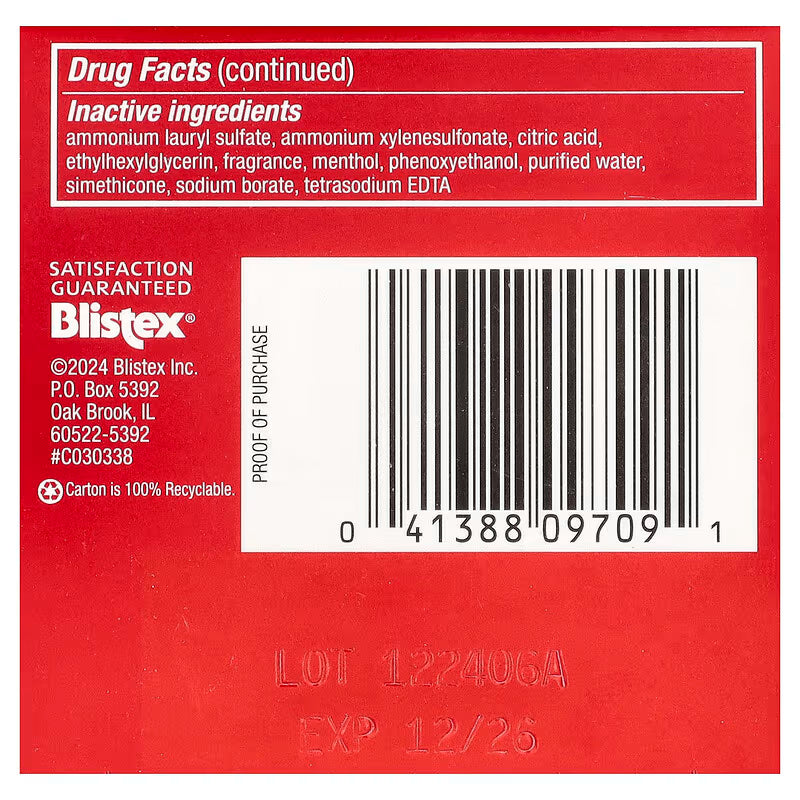 Drug Facts (continued)
Inactive ingredients
ammonium lauryl sulfate, ammonium xylenesulfonate, citric acid,
ethylhexylglycerin, fragrance, menthol, phenoxyethanol, purified water,
simethicone, sodium borate, tetrasodium EDTA
SATISFACTION
GUARANTEED
Blistex®
©2024 Blistex Inc.
P.O. Box 5392
Oak Brook, IL
60522-5392
#C030338
Carton is 100% Recyclable.
PROOF OF PURCHASE
0 41388 09709 1
LOT 122406A
EXP 12/26